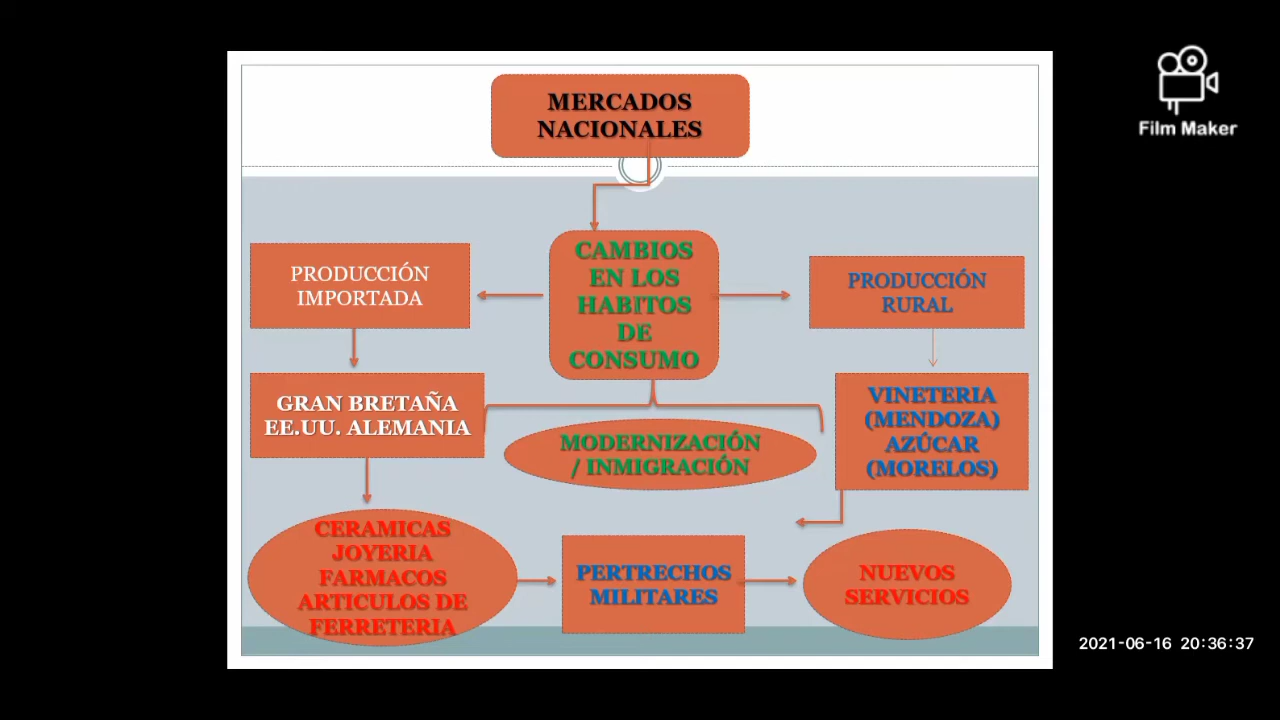 MERCADOS
NACIONALES
Film Maker
CAMBIOS
EN LOS
HABITOS
DE
CONSUMO
PRODUCCIÓN
IMPORTADA
PRODUCCIÓN
RURAL
GRAN BRETAÑA
EE.UU. ALEMANIA
VINETERIA
(MENDOZA)
AZÚCAR
(MORELOS)
MODERNIZACIÓN
/ INMIGRACIÓN
CERAMICAS
JOYERIA
FARMACOS
ARTICULOS DE
FERRETERIA
PERTRECHOS
MILITARES
NUEVOS
SERVICIOS
2021-06-16 20:36:37